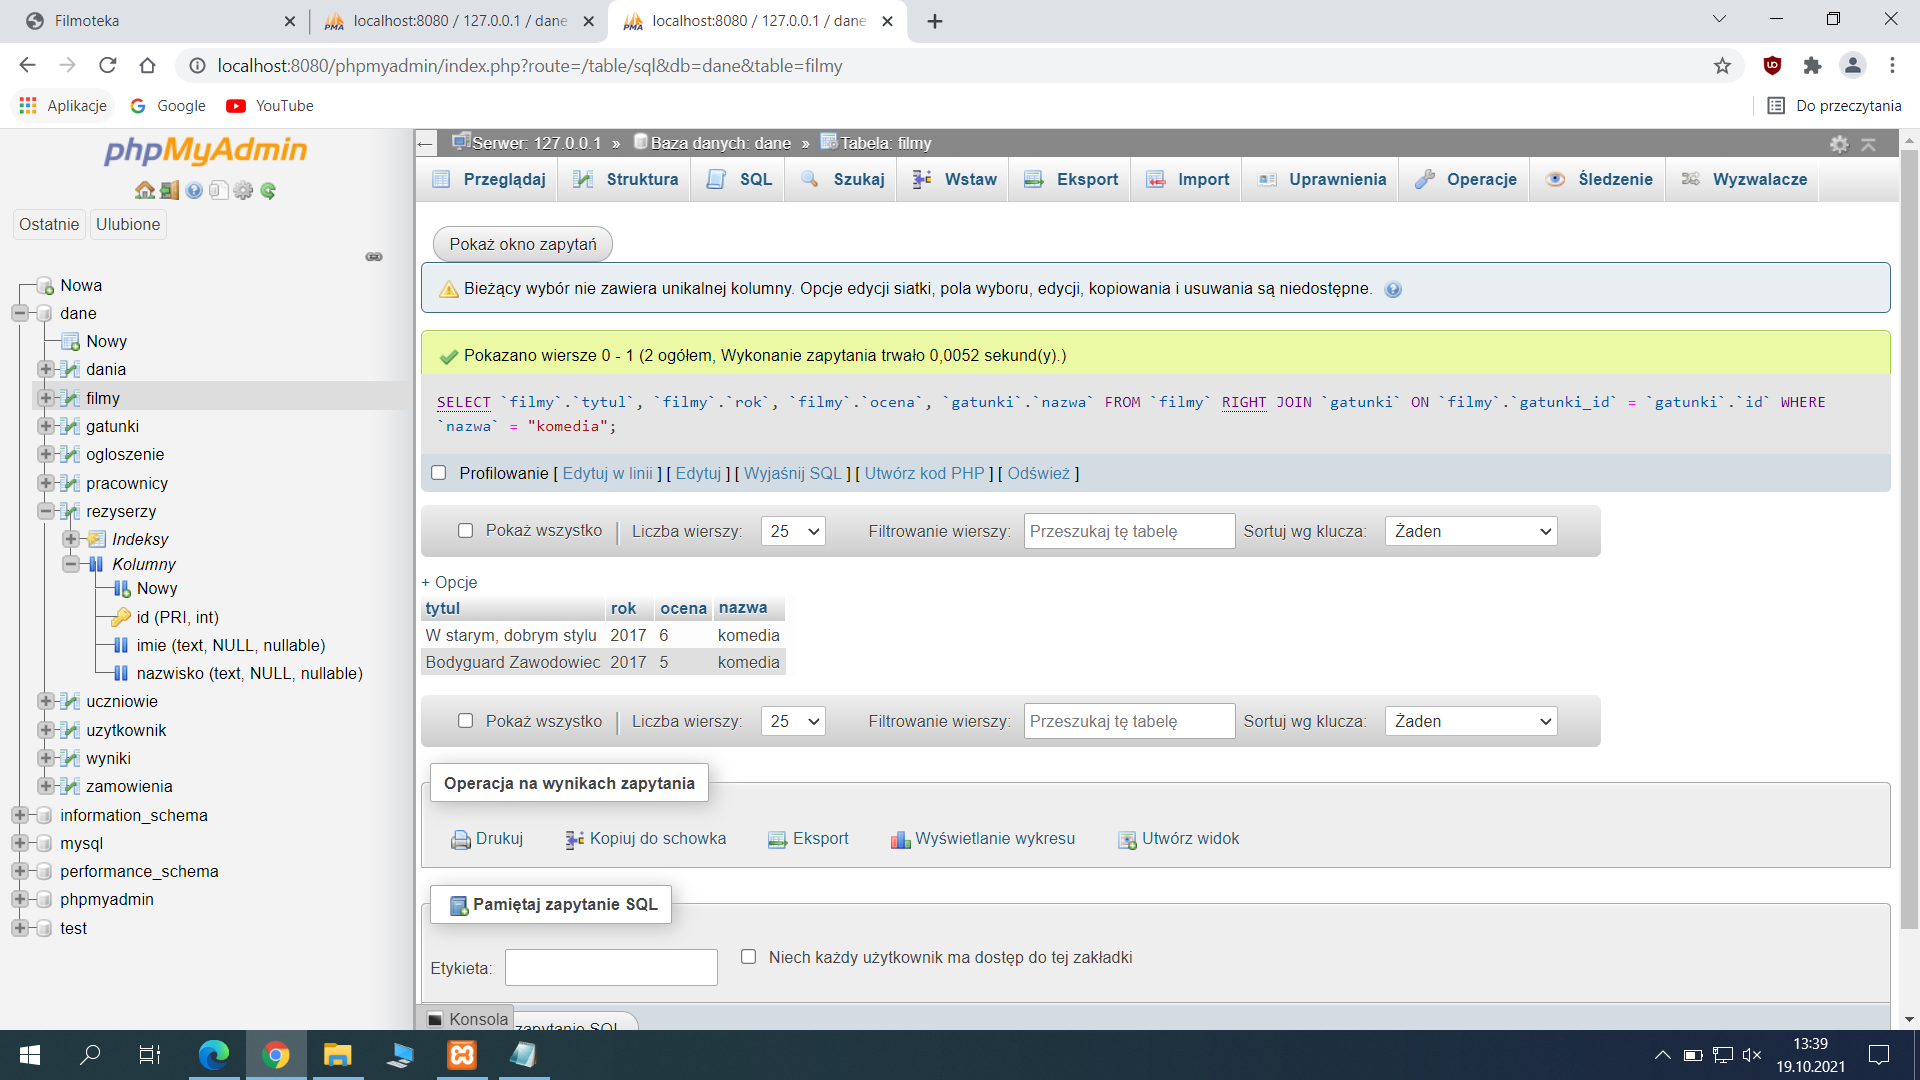 Filmoteka
localhost:8080 / 127.0.0.1 / dane
localhost:8080 / 127.0.0.1 / dane
localhost:8080/phpmyadmin/index.php?route=/table/sql&db=dane&table=filmy
Aplikacje Google YouTube Do przeczytania
phpMyAdmin
Ostatnie Ulubione
Nowa
dane
Nowy
dania
filmy
gatunki
ogloszenie
pracownicy
rezyserzy
Indeksy
Kolumny
Nowy
id (PRI, int)
imie (text, NULL, nullable)
nazwisko (text, NULL, nullable)
uczniowie
uzytkownik
wyniki
zamowienia
information_schema
mysql
performance_schema
phpmyadmin
test
Serwer: 127.0.0.1 » Baza danych: dane » Tabela: filmy
Przeglądaj Struktura SQL Szukaj Wstaw Eksport Import Uprawnienia Operacje Śledzenie Wyzwalacze
Pokaż okno zapytań
Bieżący wybór nie zawiera unikalnej kolumny. Opcje edycji siatki, pola wyboru, edycji, kopiowania i usuwania są niedostępne.
Pokazano wiersze 0 - 1 (2 ogółem, Wykonanie zapytania trwało 0,0052 sekund(y).)
SELECT `filmy`.`tytul`, `filmy`.`rok`, `filmy`.`ocena`, `gatunki`.`nazwa` FROM `filmy` RIGHT JOIN `gatunki` ON `filmy`.`gatunki_id` = `gatunki`.`id` WHERE
`nazwa` = "komedia";
Profilowanie [ Edytuj w linii ] [ Edytuj ] [ Wyjaśnij SQL ] [ Utwórz kod PHP ] [ Odśwież ]
Pokaż wszystko Liczba wierszy: 25 Filtrowanie wierszy: Przeszukaj tę tabelę Sortuj wg klucza: Żaden
+ Opcje
tytul rok ocena nazwa
W starym, dobrym stylu 2017 6 komedia
Bodyguard Zawodowiec 2017 5 komedia
Pokaż wszystko Liczba wierszy: 25 Filtrowanie wierszy: Przeszukaj tę tabelę Sortuj wg klucza: Żaden
Operacja na wynikach zapytania
Drukuj Kopiuj do schowka Eksport Wyświetlanie wykresu Utwórz widok
Pamiętaj zapytanie SQL
Etykieta: Niech każdy użytkownik ma dostęp do tej zakładki
Konsola zapytanie SQL
13:39
19.10.2021